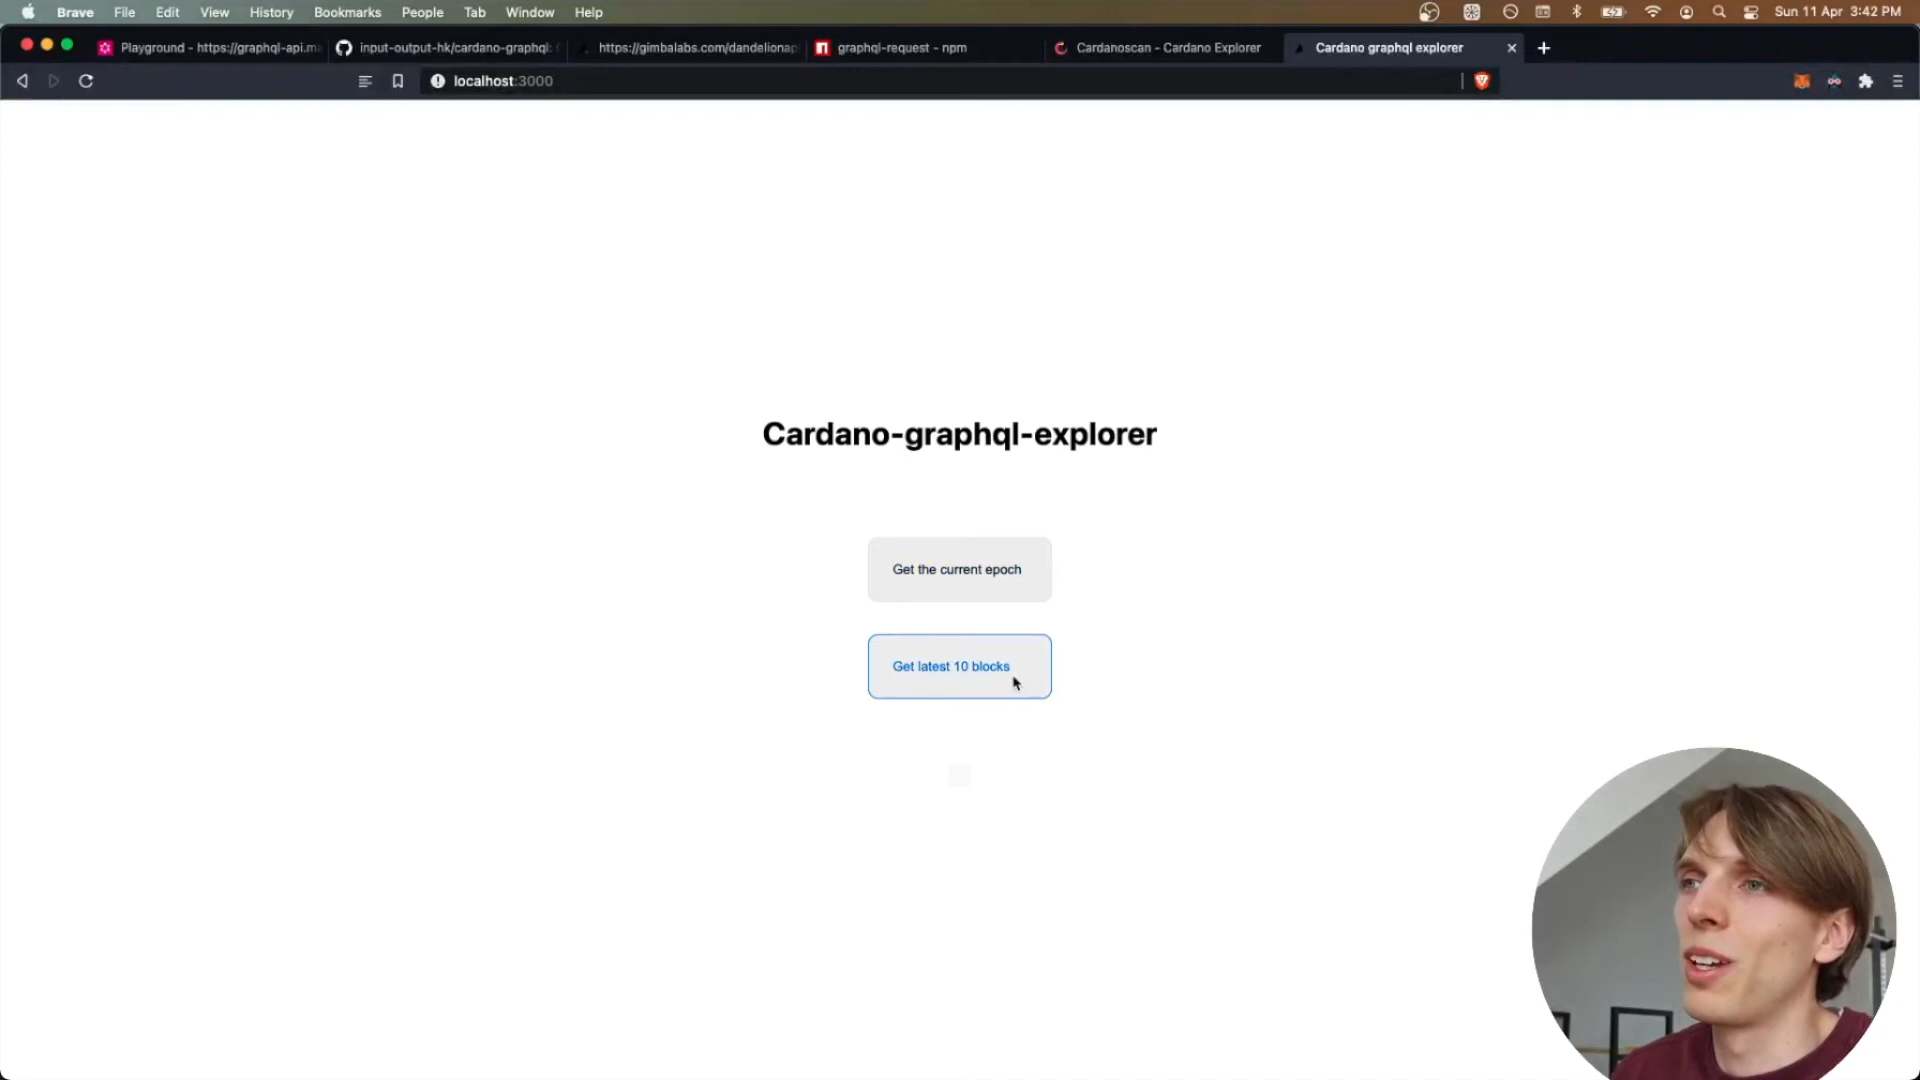 Brave File Edit View History Bookmarks People Tab Window Help Sun 11 Apr 3:42 PM
Playground - https://graphql-api.ma input-output-hk/cardano-graphql: https://gimbalabs.com/dandelionap graphql-request - npm Cardanoscan - Cardano Explorer Cardano graphql explorer
localhost:3000
Cardano-graphql-explorer
Get the current epoch
Get latest 10 blocks